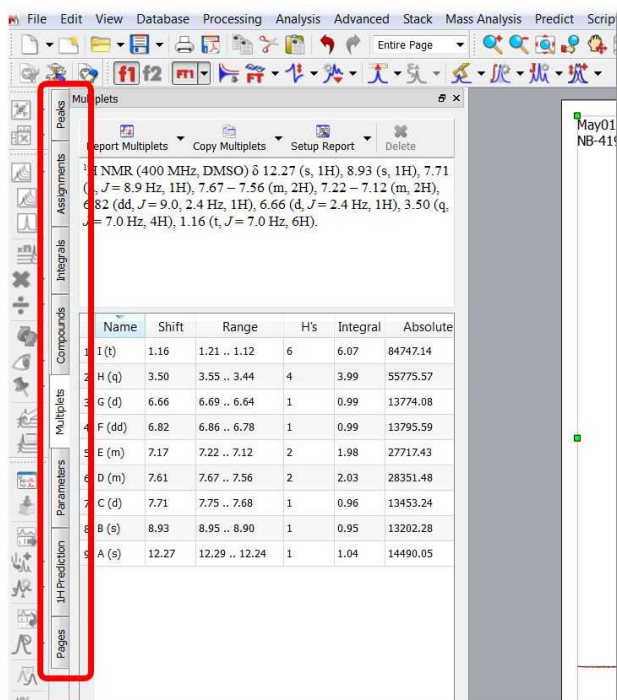 File Edit View Database Processing Analysis Advanced Stack Mass Analysis Predict Scrip
Entire Page
f1 f2
Peaks
Assignments
Integrals
Compounds
Multiplets
Parameters
1H Prediction
Pages
Report Multiplets Copy Multiplets Setup Report Delete
¹H NMR (400 MHz, DMSO) δ 12.27 (s, 1H), 8.93 (s, 1H), 7.71
J = 8.9 Hz, 1H), 7.67 – 7.56 (m, 2H), 7.22 – 7.12 (m, 2H),
6.82 (dd, J = 9.0, 2.4 Hz, 1H), 6.66 (d, J = 2.4 Hz, 1H), 3.50 (q,
J = 7.0 Hz, 4H), 1.16 (t, J = 7.0 Hz, 6H).
Name Shift Range H's Integral Absolute
1 I (t) 1.16 1.21 .. 1.12 6 6.07 84747.14
2 H (q) 3.50 3.55 .. 3.44 4 3.99 55775.57
3 G (d) 6.66 6.69 .. 6.64 1 0.99 13774.08
4 F (dd) 6.82 6.86 .. 6.78 1 0.99 13795.59
5 E (m) 7.17 7.22 .. 7.12 2 1.98 27717.43
6 D (m) 7.61 7.67 .. 7.56 2 2.03 28351.48
7 C (d) 7.71 7.75 .. 7.68 1 0.96 13453.24
8 B (s) 8.93 8.95 .. 8.90 1 0.95 13202.28
9 A (s) 12.27 12.29 .. 12.24 1 1.04 14490.05
May01
NB-419